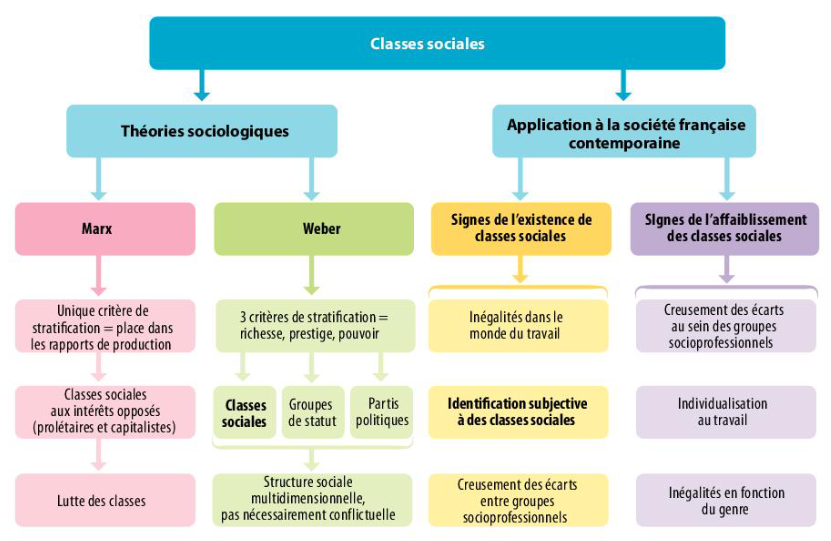 Classes sociales
Théories sociologiques
Application à la société française
contemporaine
Marx
Weber
Signes de l'existence de
classes sociales
SIgnes de l'affaiblissement
des classes sociales
Unique critère de
stratification = place dans
les rapports de production
3 critères de stratification =
richesse, prestige, pouvoir
Inégalités dans le
monde du travail
Creusement des écarts
au sein des groupes
socioprofessionnels
Classes sociales
aux intérêts opposés
(prolétaires et capitalistes)
Classes
sociales
Groupes
de statut
Partis
politiques
Identification subjective
à des classes sociales
Individualisation
au travail
Lutte des classes
Structure sociale
multidimensionnelle,
pas nécessairement conflictuelle
Creusement des écarts
entre groupes
socioprofessionnels
Inégalités en fonction
du genre